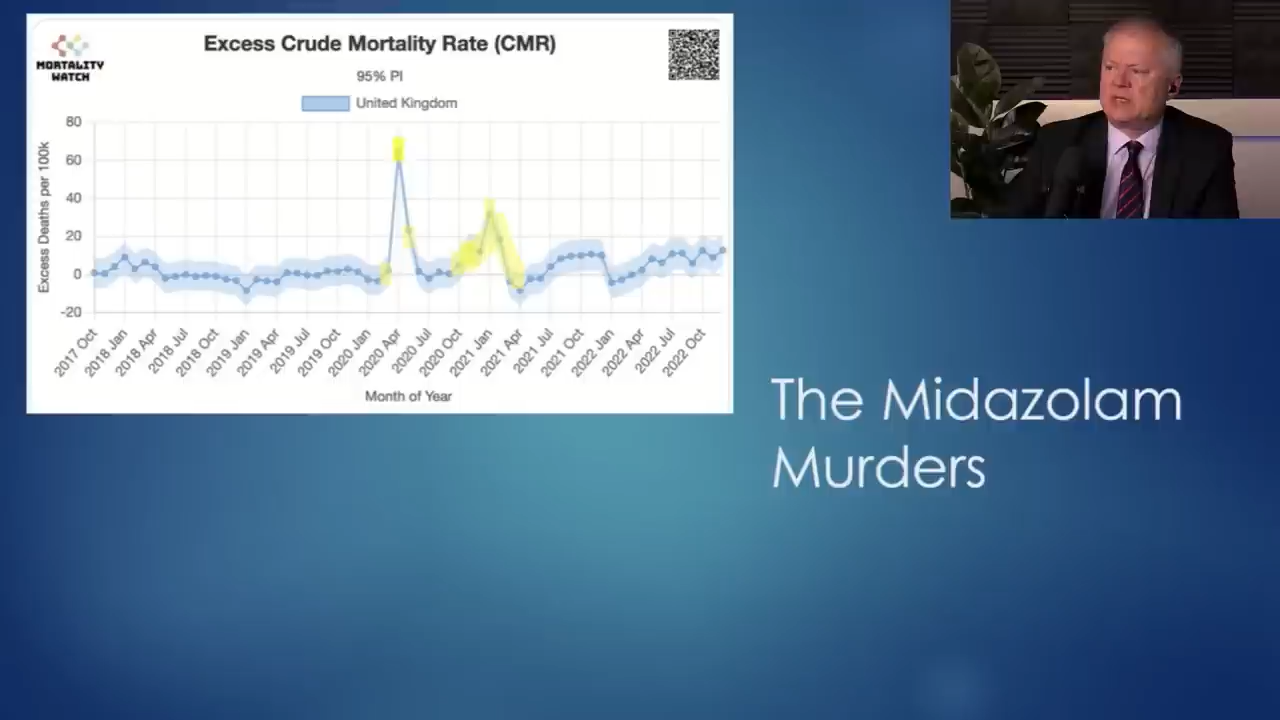 MORTALITY
WATCH
Excess Crude Mortality Rate (CMR)
95% PI
United Kingdom
Excess Deaths per 100k
80
60
40
20
0
-20
2017 Oct
2018 Jan
2018 Apr
2018 Jul
2018 Oct
2019 Jan
2019 Apr
2019 Jul
2019 Oct
2020 Jan
2020 Apr
2020 Jul
2020 Oct
2021 Jan
2021 Apr
2021 Jul
2021 Oct
2022 Jan
2022 Apr
2022 Jul
2022 Oct
Month of Year
The Midazolam
Murders